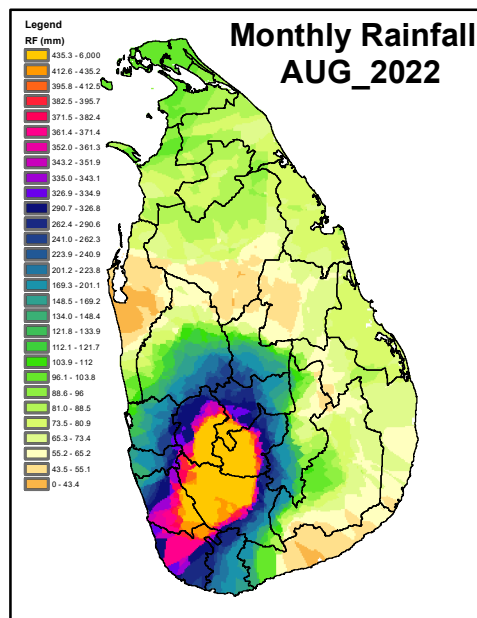 Legend
RF (mm)
435.3 - 6,000
412.6 - 435.2
395.8 - 412.5
382.5 - 395.7
371.5 - 382.4
361.4 - 371.4
352.0 - 361.3
343.2 - 351.9
335.0 - 343.1
326.9 - 334.9
290.7 - 326.8
262.4 - 290.6
241.0 - 262.3
223.9 - 240.9
201.2 - 223.8
169.3 - 201.1
148.5 - 169.2
134.0 - 148.4
121.8 - 133.9
112.1 - 121.7
103.9 - 112
96.1 - 103.8
88.6 - 96
81.0 - 88.5
73.5 - 80.9
65.3 - 73.4
55.2 - 65.2
43.5 - 55.1
0 - 43.4
Monthly Rainfall
AUG_2022